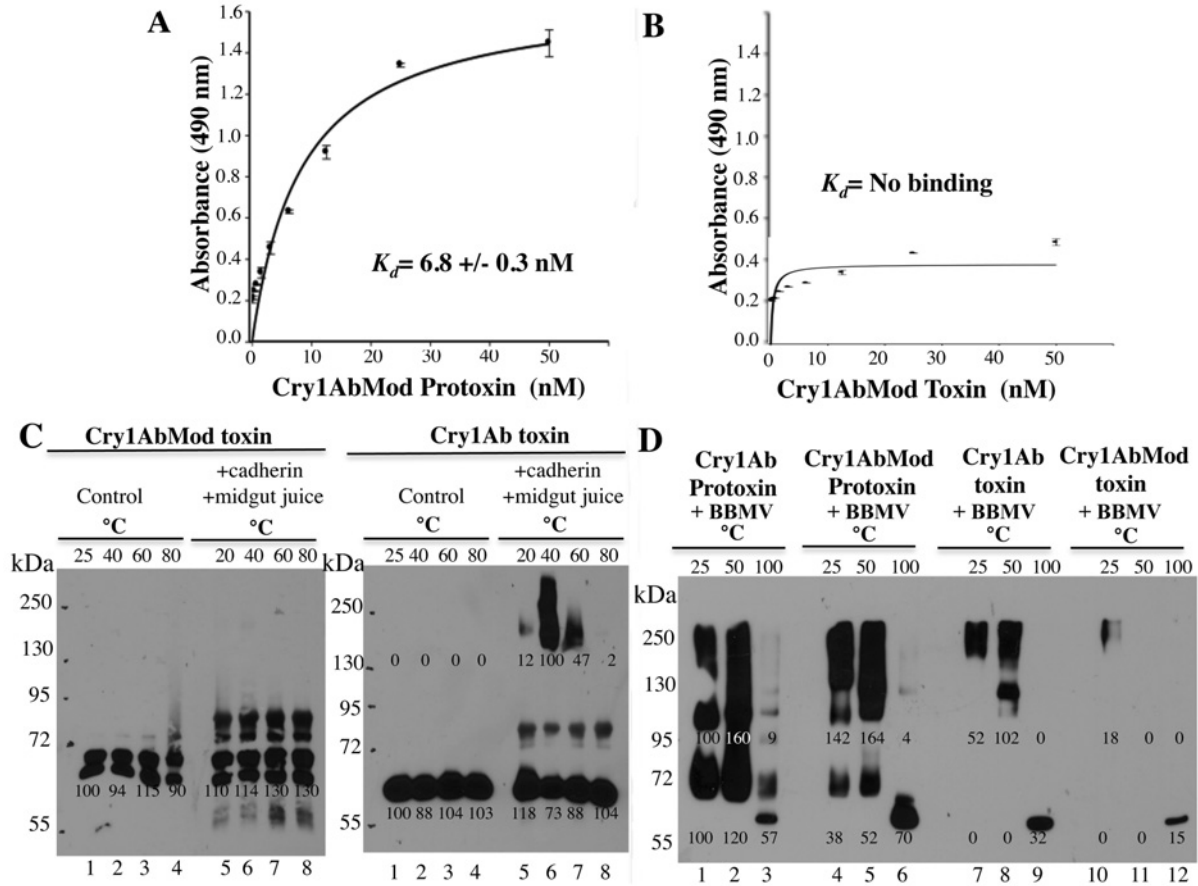 A
Absorbance (490 nm)
1.6
1.4
1.2
1.0
0.8
0.6
0.4
0.2
0.0
0 10 20 30 40 50
K_d= 6.8 +/- 0.3 nM
Cry1AbMod Protoxin (nM)
B
Absorbance (490 nm)
1.6
1.4
1.2
1.0
0.8
0.6
0.4
0.2
0.0
0 10 20 30 40 50
K_d= No binding
Cry1AbMod Toxin (nM)
C
Cry1AbMod toxin
Control
+cadherin
+midgut juice
°C °C
25 40 60 80 20 40 60 80
kDa
250
130
95
72
55
100 94 115 90 110 114 130 130
1 2 3 4 5 6 7 8
Cry1Ab toxin
Control
+cadherin
+midgut juice
°C °C
25 40 60 80 20 40 60 80
kDa
250
130
95
72
55
0 0 0 0 12 100 47 2
100 88 104 103 118 73 88 104
1 2 3 4 5 6 7 8
D
Cry1Ab
Protoxin
+ BBMV
°C
25 50 100
Cry1AbMod
Protoxin
+ BBMV
°C
25 50 100
Cry1Ab
toxin
+ BBMV
°C
25 50 100
Cry1AbMod
toxin
+ BBMV
°C
25 50 100
kDa
250
130
95
72
55
100 160 9 142 164 4 52 102 0 18 0 0
100 120 57 38 52 70 0 0 32 0 0 15
1 2 3 4 5 6 7 8 9 10 11 12